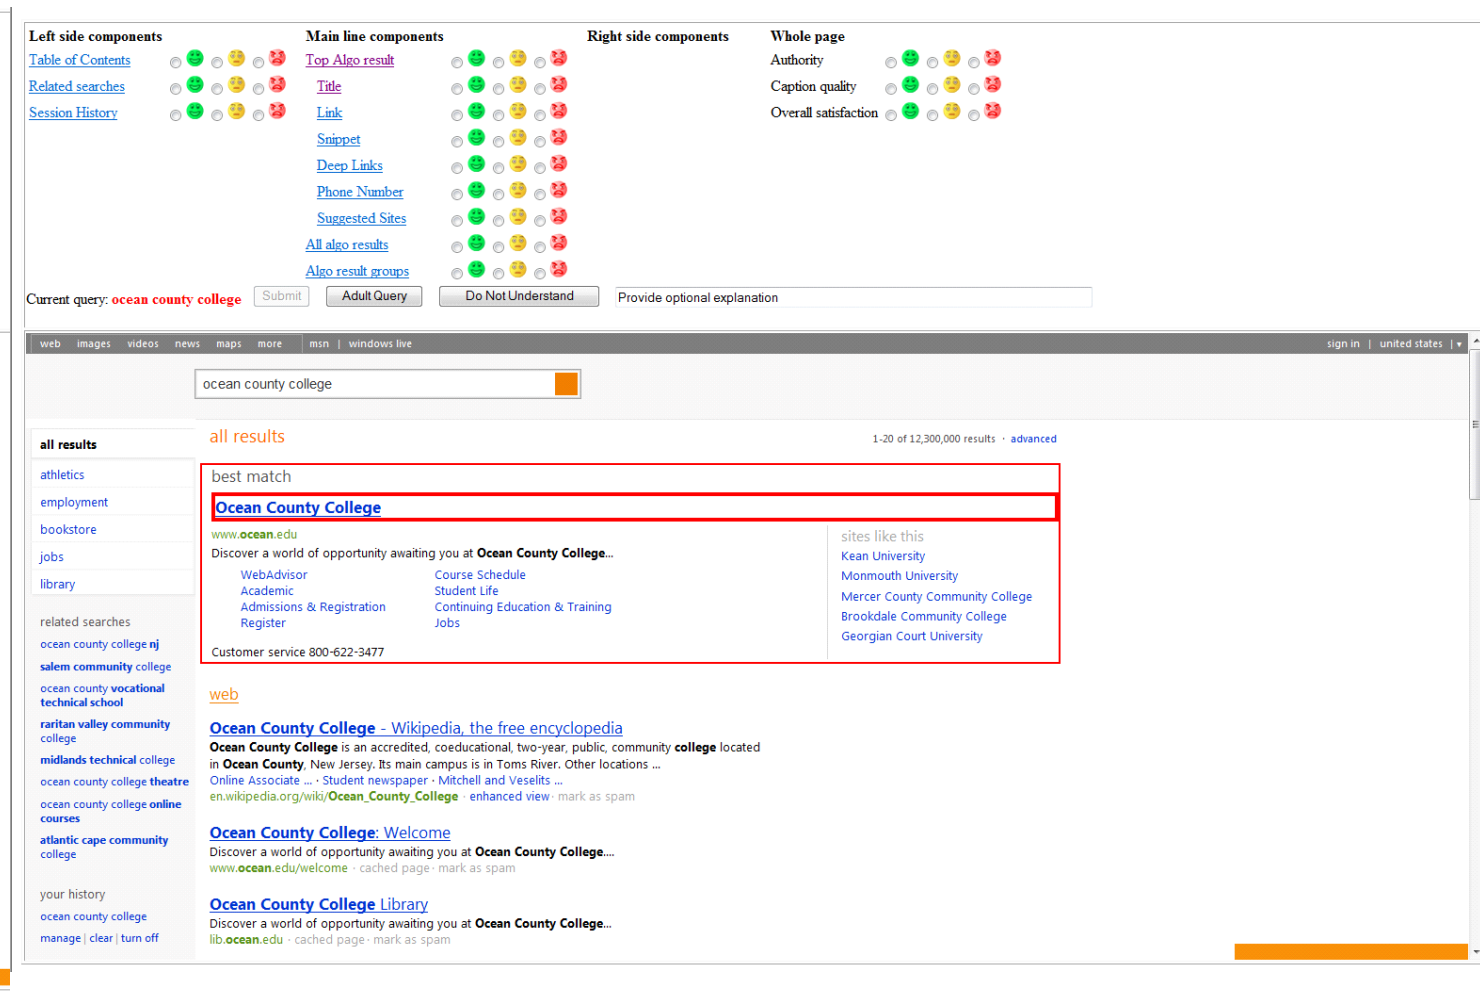 Left side components
Main line components
Right side components
Whole page
Table of Contents
Top Algo result
Authority
Related searches
Title
Caption quality
Session History
Link
Overall satisfaction
Snippet
Deep Links
Phone Number
Suggested Sites
All algo results
Algo result groups
Current query: ocean county college
Submit
Adult Query
Do Not Understand
Provide optional explanation
web images videos news maps more msn | windows live
sign in | united states |
ocean county college
all results
athletics
employment
bookstore
jobs
library
related searches
ocean county college nj
salem community college
ocean county vocational
technical school
raritan valley community
college
midlands technical college
ocean county college theatre
ocean county college online
courses
atlantic cape community
college
your history
ocean county college
manage | clear | turn off
all results
1-20 of 12,300,000 results · advanced
best match
Ocean County College
www.ocean.edu
Discover a world of opportunity awaiting you at Ocean County College...
WebAdvisor
Course Schedule
Academic
Student Life
Admissions & Registration
Continuing Education & Training
Register
Jobs
Customer service 800-622-3477
sites like this
Kean University
Monmouth University
Mercer County Community College
Brookdale Community College
Georgian Court University
web
Ocean County College - Wikipedia, the free encyclopedia
Ocean County College is an accredited, coeducational, two-year, public, community college located
in Ocean County, New Jersey. Its main campus is in Toms River. Other locations ...
Online Associate ... · Student newspaper · Mitchell and Veselits ...
en.wikipedia.org/wiki/Ocean_County_College · enhanced view · mark as spam
Ocean County College: Welcome
Discover a world of opportunity awaiting you at Ocean County College....
www.ocean.edu/welcome · cached page · mark as spam
Ocean County College Library
Discover a world of opportunity awaiting you at Ocean County College...
lib.ocean.edu · cached page · mark as spam